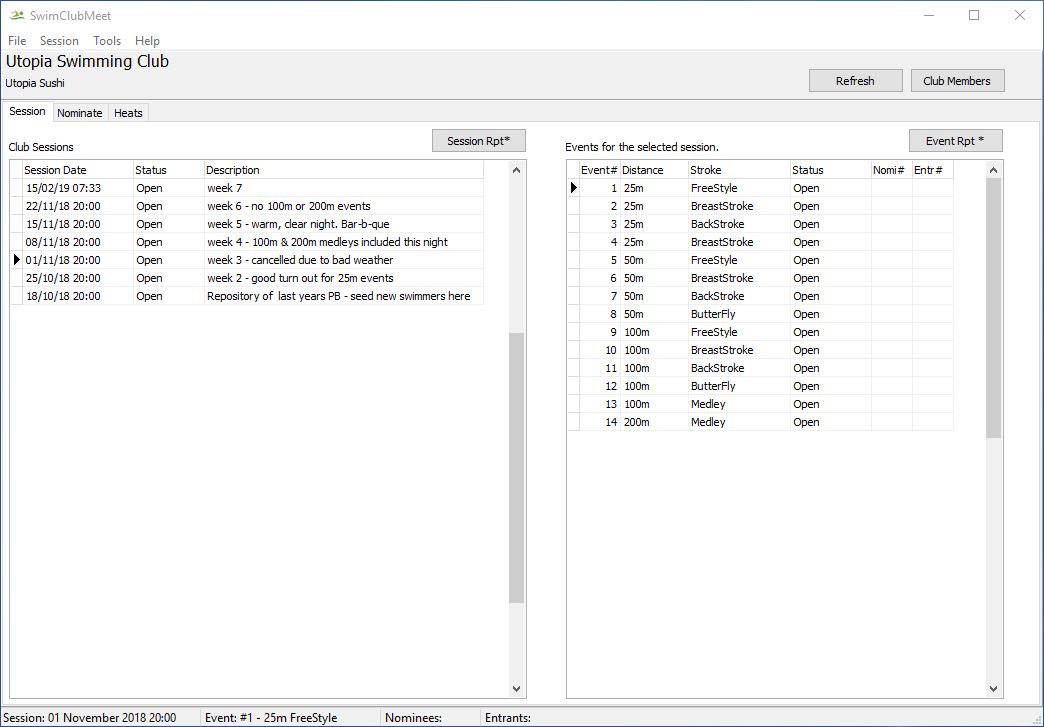 SwimClubMeet
File Session Tools Help
Utopia Swimming Club
Utopia Sushi
Refresh Club Members
Session Nominate Heats
Club Sessions
Session Rpt*
Session Date Status Description
15/02/19 07:33 Open week 7
22/11/18 20:00 Open week 6 - no 100m or 200m events
15/11/18 20:00 Open week 5 - warm, clear night. Bar-b-que
08/11/18 20:00 Open week 4 - 100m & 200m medleys included this night
01/11/18 20:00 Open week 3 - cancelled due to bad weather
25/10/18 20:00 Open week 2 - good turn out for 25m events
18/10/18 20:00 Open Repository of last years PB - seed new swimmers here
Events for the selected session.
Event Rpt *
Event# Distance Stroke Status Nomi# Entr#
1 25m FreeStyle Open
2 25m BreastStroke Open
3 25m BackStroke Open
4 25m BreastStroke Open
5 50m FreeStyle Open
6 50m BreastStroke Open
7 50m BackStroke Open
8 50m ButterFly Open
9 100m FreeStyle Open
10 100m BreastStroke Open
11 100m BackStroke Open
12 100m ButterFly Open
13 100m Medley Open
14 200m Medley Open
Session: 01 November 2018 20:00 Event: #1 - 25m FreeStyle Nominees: Entrants: